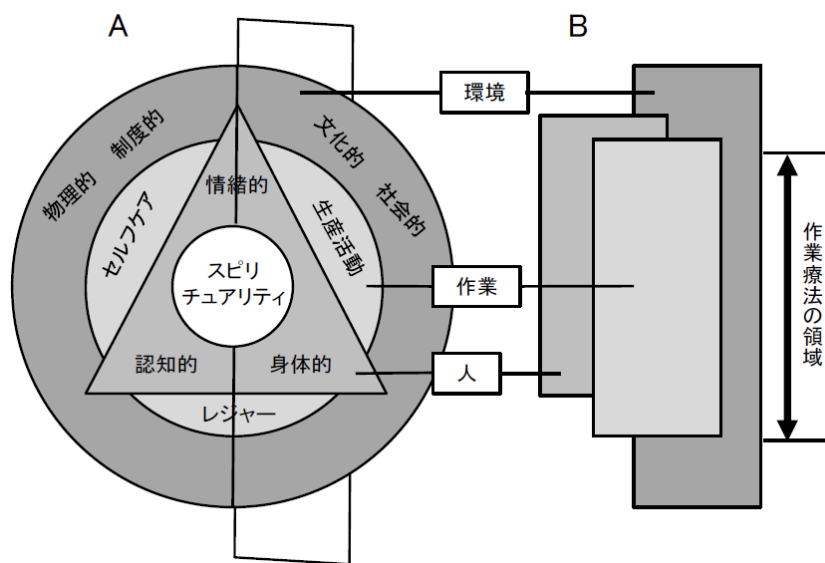 A
B
環境
制度的
物理的
文化的
社会的
情緒的
セルフケア
生産活動
スピリ
チュアリティ
作業
作業療法の領域
認知的
身体的
人
レジャー